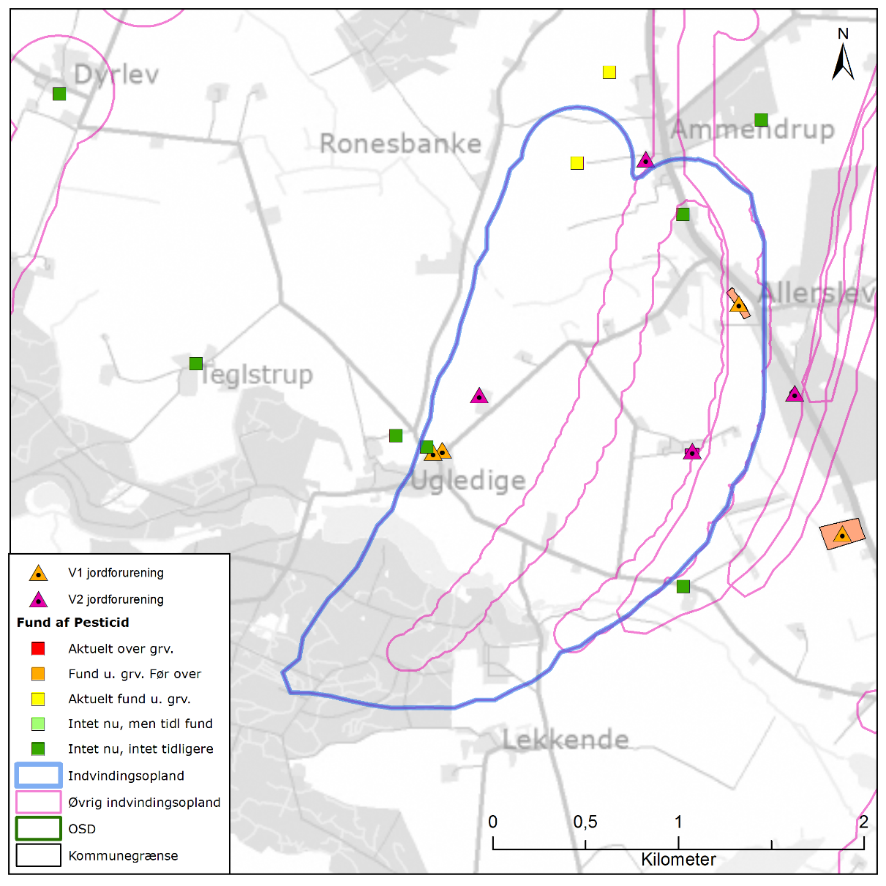 N
Dyrlev
Ronesbanke
Ammendrup
Allerslev
Teglstrup
Ugledige
Lekkende
V1 jordforurening
V2 jordforurening
Fund af Pesticid
Aktuelt over grv.
Fund u. grv. Før over
Aktuelt fund u. grv.
Intet nu, men tidl fund
Intet nu, intet tidligere
Indvindingsopland
Øvrig indvindingsopland
OSD
Kommunegrænse
0 0,5 1 2
Kilometer